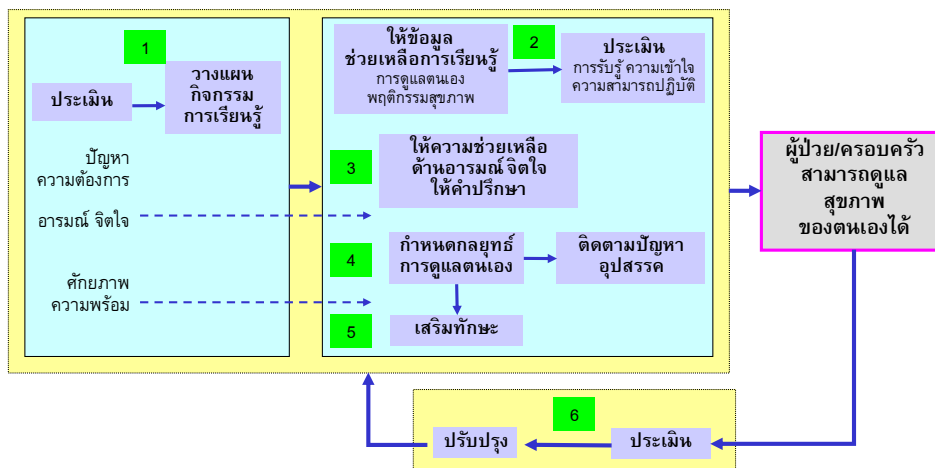 1
ประเมิน
วางแผน
กิจกรรม
การเรียนรู้
ปัญหา
ความต้องการ
อารมณ์ จิตใจ
ศักยภาพ
ความพร้อม
ให้ข้อมูล
ช่วยเหลือการเรียนรู้
การดูแลตนเอง
พฤติกรรมสุขภาพ
2
ประเมิน
การรับรู้ ความเข้าใจ
ความสามารถปฏิบัติ
3
ให้ความช่วยเหลือ
ด้านอารมณ์ จิตใจ
ให้คำปรึกษา
4
กำหนดกลยุทธ์
การดูแลตนเอง
ติดตามปัญหา
อุปสรรค
5
เสริมทักษะ
ผู้ป่วย/ครอบครัว
สามารถดูแล
สุขภาพ
ของตนเองได้
6
ปรับปรุง
ประเมิน